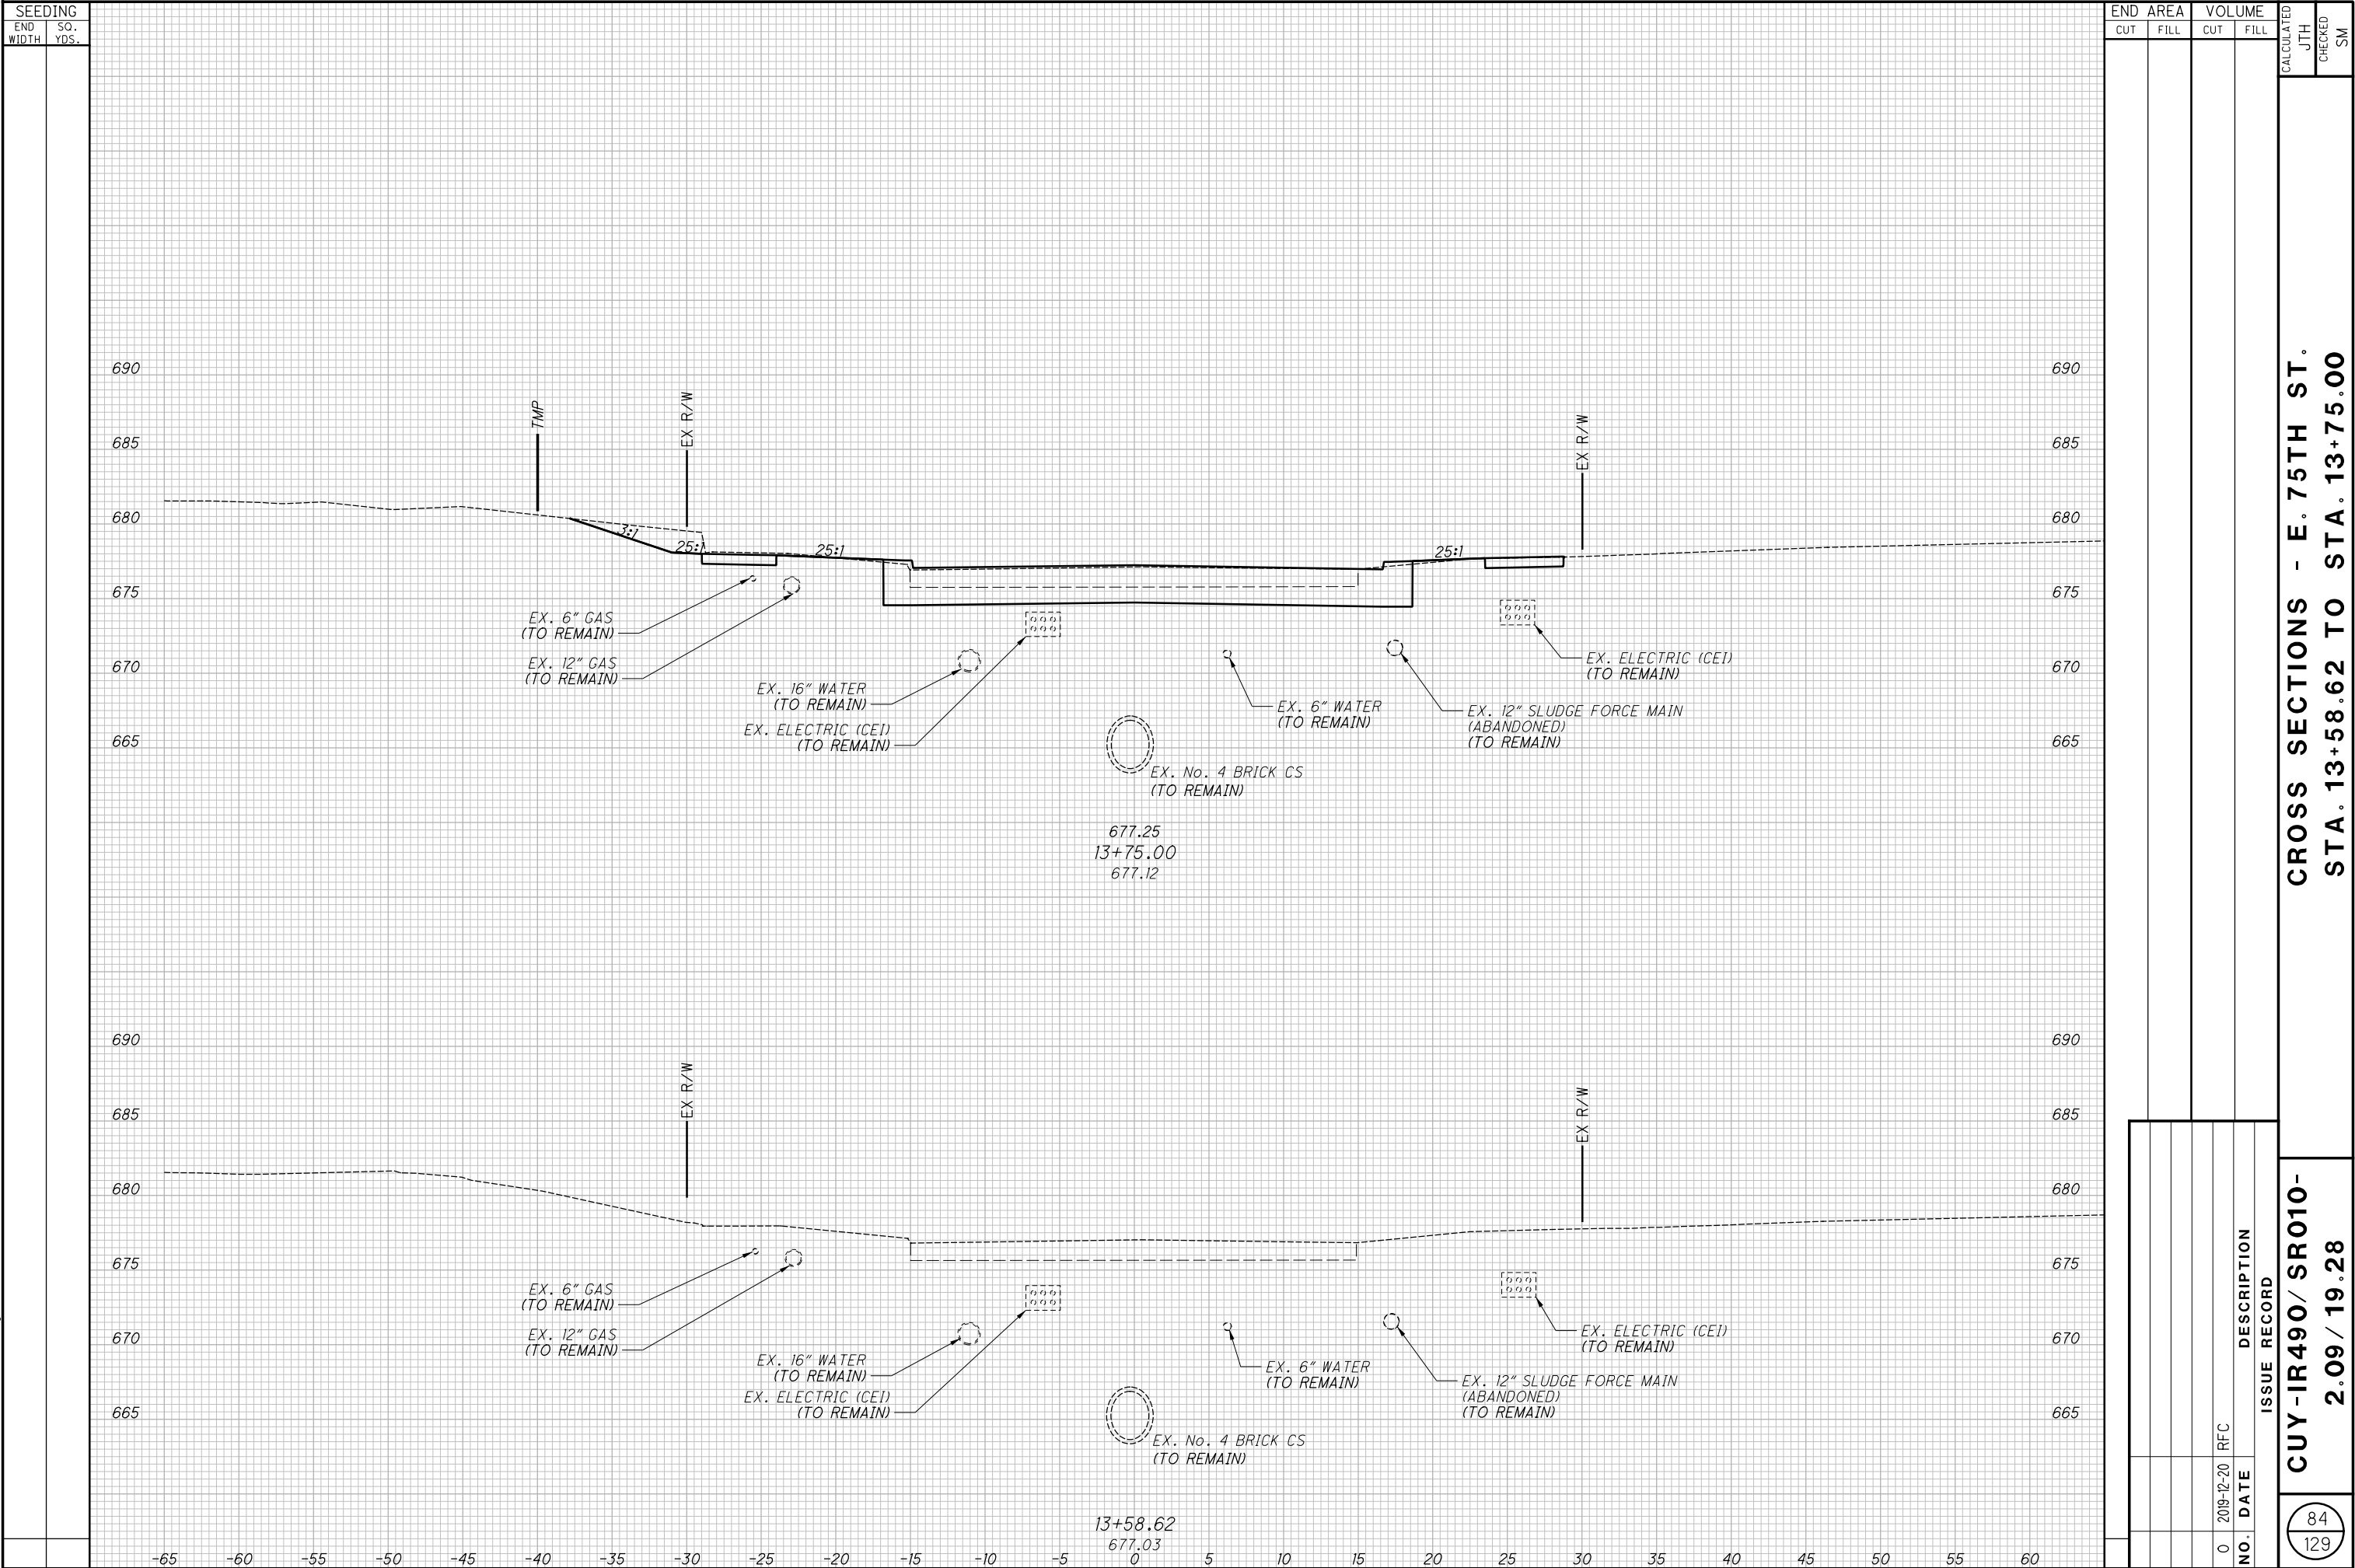 SEEDING
END WIDTH
SQ. YDS.
END AREA
VOLUME
CUT
FILL
CUT
FILL
CALCULATED
JTH
CHECKED
SM
690
690
TMP
EX R/W
EX R/W
685
685
680
680
3:1
25:1
25:1
25:1
675
675
EX. 6" GAS
(TO REMAIN)
EX. 12" GAS
(TO REMAIN)
EX. ELECTRIC (CEI)
(TO REMAIN)
670
670
EX. 16" WATER
(TO REMAIN)
EX. 6" WATER
(TO REMAIN)
EX. 12" SLUDGE FORCE MAIN
(ABANDONED)
(TO REMAIN)
EX. ELECTRIC (CEI)
(TO REMAIN)
665
665
EX. No. 4 BRICK CS
(TO REMAIN)
677.25
13+75.00
677.12
CROSS SECTIONS - E. 75TH ST.
STA. 13+58.62 TO STA. 13+75.00
690
690
EX R/W
EX R/W
685
685
680
680
675
675
EX. 6" GAS
(TO REMAIN)
EX. 12" GAS
(TO REMAIN)
EX. ELECTRIC (CEI)
(TO REMAIN)
670
670
EX. 16" WATER
(TO REMAIN)
EX. 6" WATER
(TO REMAIN)
EX. 12" SLUDGE FORCE MAIN
(ABANDONED)
(TO REMAIN)
EX. ELECTRIC (CEI)
(TO REMAIN)
665
665
EX. No. 4 BRICK CS
(TO REMAIN)
13+58.62
677.03
-65 -60 -55 -50 -45 -40 -35 -30 -25 -20 -15 -10 -5 0 5 10 15 20 25 30 35 40 45 50 55 60
0 2019-12-20 RFC
NO. DATE DESCRIPTION
ISSUE RECORD
CUY-IR490/SR010-
2.09/19.28
84
129